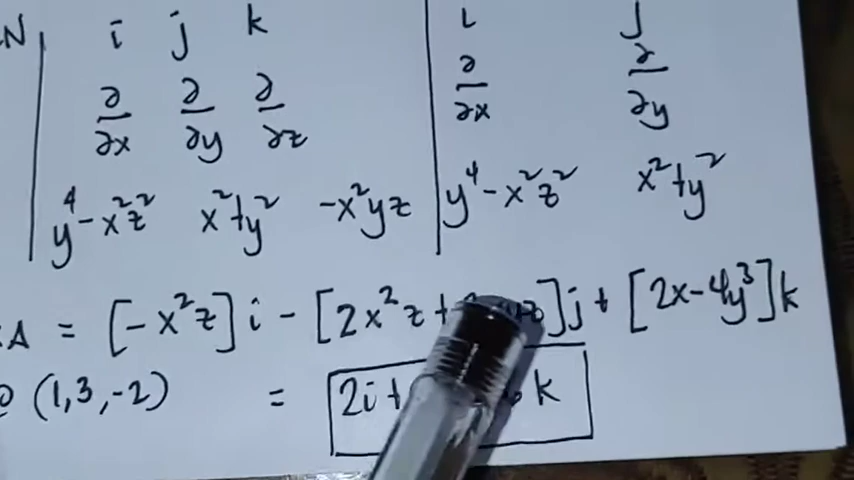 N | i j k | i j
∂/∂x ∂/∂y ∂/∂z | ∂/∂x ∂/∂y
y⁴-x²z² x²+y² -x²yz | y⁴-x²z² x²+y²
A = [-x²z]i - [2x²z+ ]j + [2x-4y³]k
@ (1,3,-2) = 2i+ k